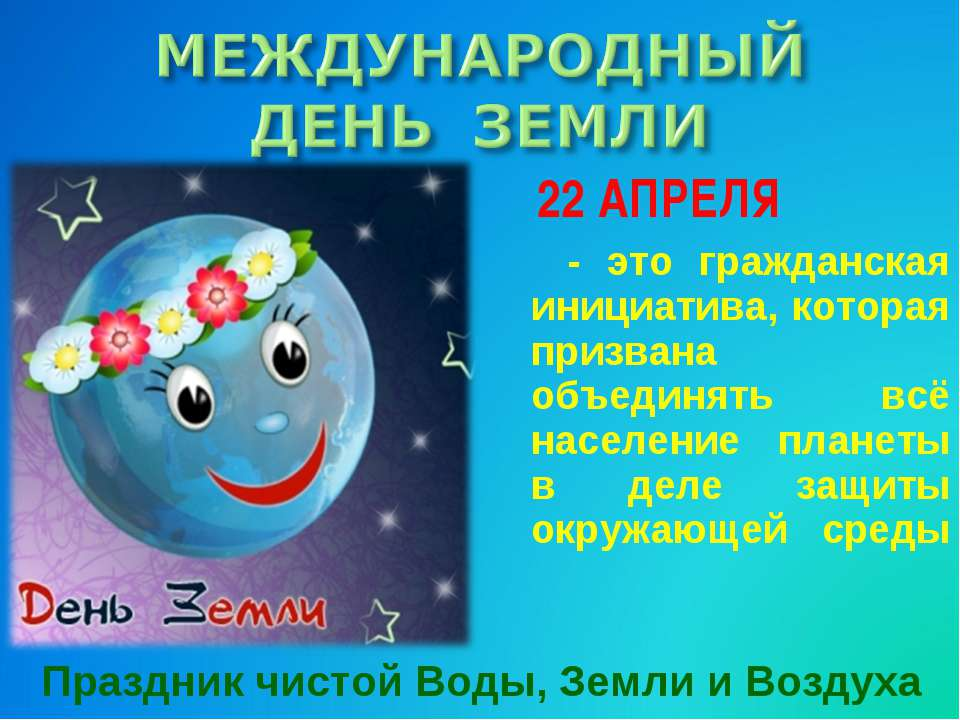 МЕЖДУНАРОДНЫЙ
ДЕНЬ ЗЕМЛИ
22 АПРЕЛЯ
- это гражданская
инициатива, которая
призвана
объединять всё
население планеты
в деле защиты
окружающей среды
День Земли
Праздник чистой Воды, Земли и Воздуха